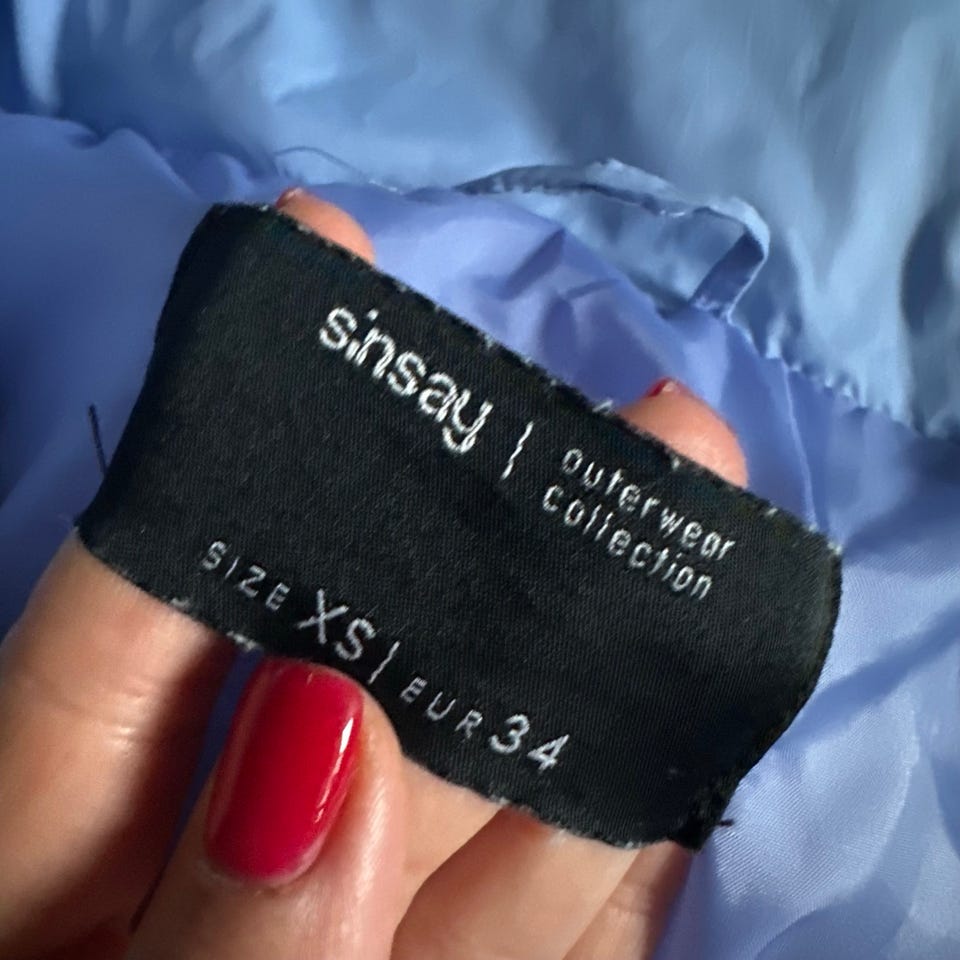 sinsay | outerwear
collection
SIZE XS | EUR 34